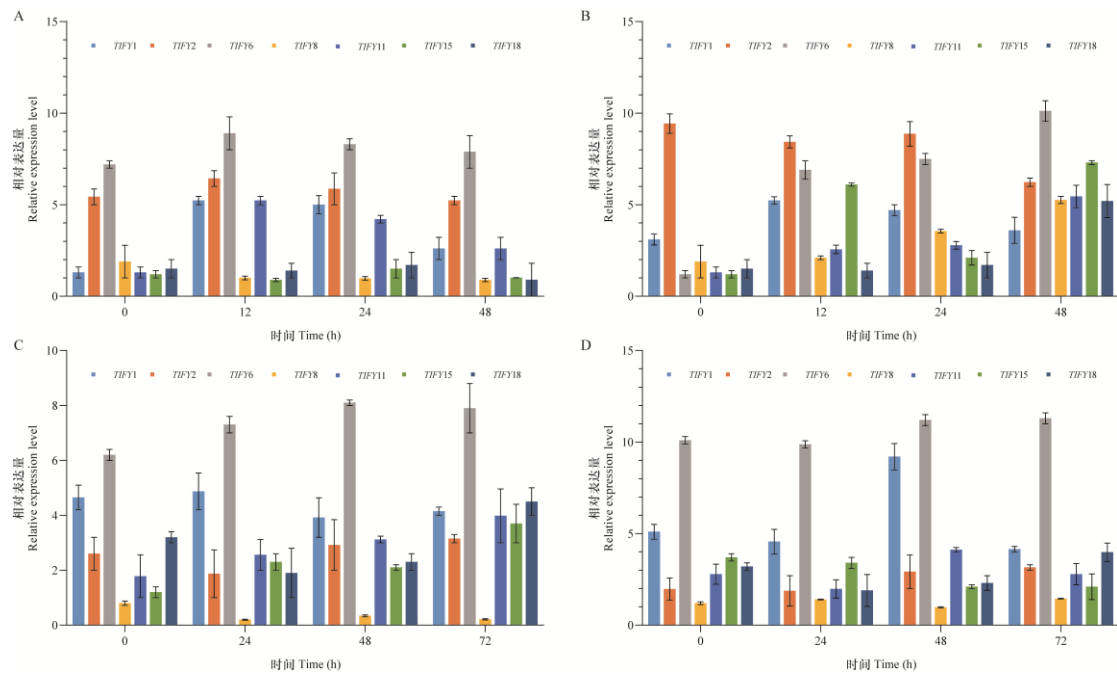 A
15
10
5
0
相对表达量
Relative expression level
TIFY1 TIFY2 TIFY6 TIFY8 TIFY11 TIFY15 TIFY18
0 12 24 48
时间 Time (h)
B
15
10
5
0
相对表达量
Relative expression level
TIFY1 TIFY2 TIFY6 TIFY8 TIFY11 TIFY15 TIFY18
0 12 24 48
时间 Time (h)
C
10
8
6
4
2
0
相对表达量
Relative expression level
TIFY1 TIFY2 TIFY6 TIFY8 TIFY11 TIFY15 TIFY18
0 24 48 72
时间 Time (h)
D
15
10
5
0
相对表达量
Relative expression level
TIFY1 TIFY2 TIFY6 TIFY8 TIFY11 TIFY15 TIFY18
0 24 48 72
时间 Time (h)